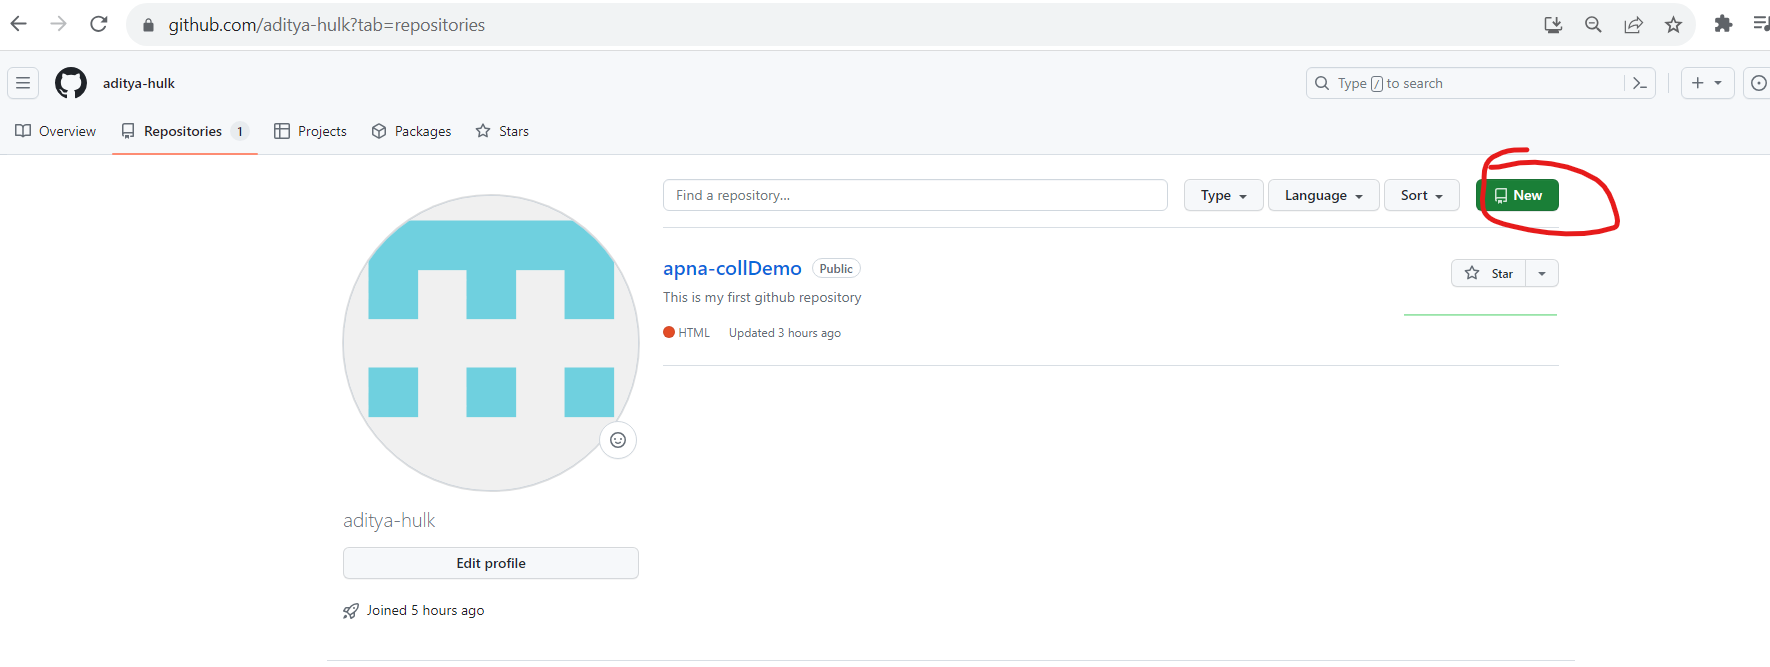 github.com/aditya-hulk?tab=repositories
aditya-hulk
Type / to search
Overview Repositories 1 Projects Packages Stars
Find a repository... Type Language Sort New
apna-collDemo Public Star
This is my first github repository
HTML Updated 3 hours ago
aditya-hulk
Edit profile
Joined 5 hours ago